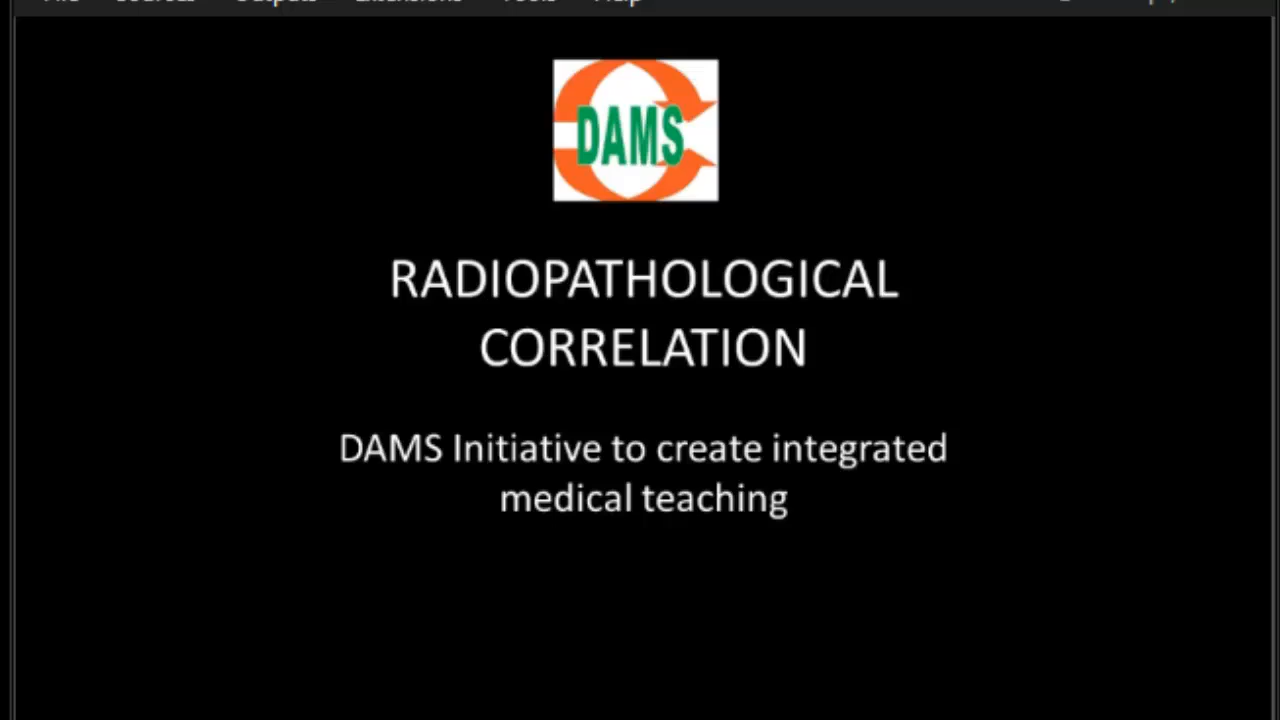 DAMS
RADIOPATHOLOGICAL
CORRELATION
DAMS Initiative to create integrated
medical teaching